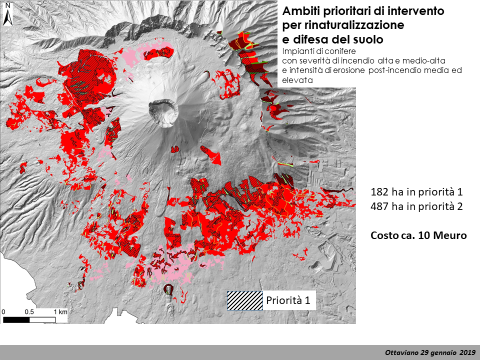 N
Ambiti prioritari di intervento
per rinaturalizzazione
e difesa del suolo
Impianti di conifere
con severità di incendio alta e medio-alta
e intensità di erosione post-incendio media ed
elevata
182 ha in priorità 1
487 ha in priorità 2
Costo ca. 10 Meuro
Priorità 1
0 0.5 1 km
Ottaviano 29 gennaio 2019